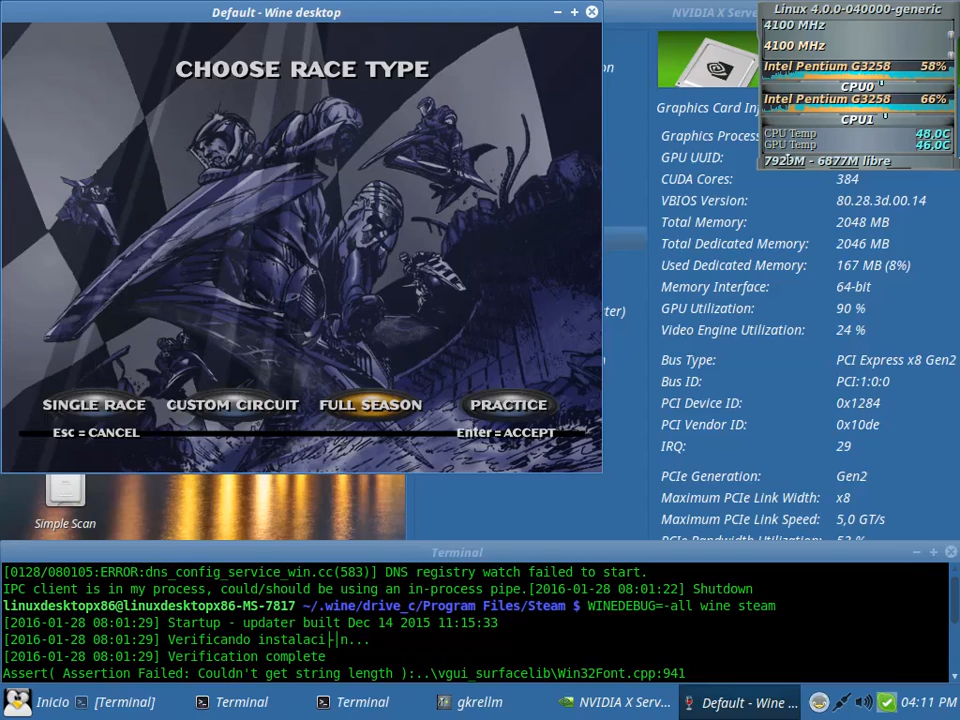 Default - Wine desktop
CHOOSE RACE TYPE
SINGLE RACE
CUSTOM CIRCUIT
FULL SEASON
PRACTICE
Esc = CANCEL
Enter = ACCEPT
NVIDIA X Serv
Linux 4.0.0-040000-generic
4100 MHz
4100 MHz
Intel Pentium G3258 58%
CPU0
Intel Pentium G3258 66%
CPU1
CPU Temp 48.0C
GPU Temp 46.0C
7920M - 6877M libre
on
ter)
Graphics Card In
Graphics Proces
GPU UUID:
CUDA Cores: 384
VBIOS Version: 80.28.3d.00.14
Total Memory: 2048 MB
Total Dedicated Memory: 2046 MB
Used Dedicated Memory: 167 MB (8%)
Memory Interface: 64-bit
GPU Utilization: 90 %
Video Engine Utilization: 24 %
Bus Type: PCI Express x8 Gen2
Bus ID: PCI:1:0:0
PCI Device ID: 0x1284
PCI Vendor ID: 0x10de
IRQ: 29
PCIe Generation: Gen2
Maximum PCIe Link Width: x8
Maximum PCIe Link Speed: 5,0 GT/s
PCIe Bandwidth Utilization: 52 %
Simple Scan
Terminal
[0128/080105:ERROR:dns_config_service_win.cc(583)] DNS registry watch failed to start.
IPC client is in my process, could/should be using an in-process pipe.[2016-01-28 08:01:22] Shutdown
linuxdesktopx86@linuxdesktopx86-MS-7817 ~/.wine/drive_c/Program Files/Steam $ WINEDEBUG=-all wine steam
[2016-01-28 08:01:29] Startup - updater built Dec 14 2015 11:15:33
[2016-01-28 08:01:29] Verificando instalaci├│n...
[2016-01-28 08:01:29] Verification complete
Assert( Assertion Failed: Couldn't get string length ):..\vgui_surfacelib\Win32Font.cpp:941
Inicio
[Terminal]
Terminal
Terminal
gkrellm
NVIDIA X Serv...
Default - Wine ...
04:11 PM